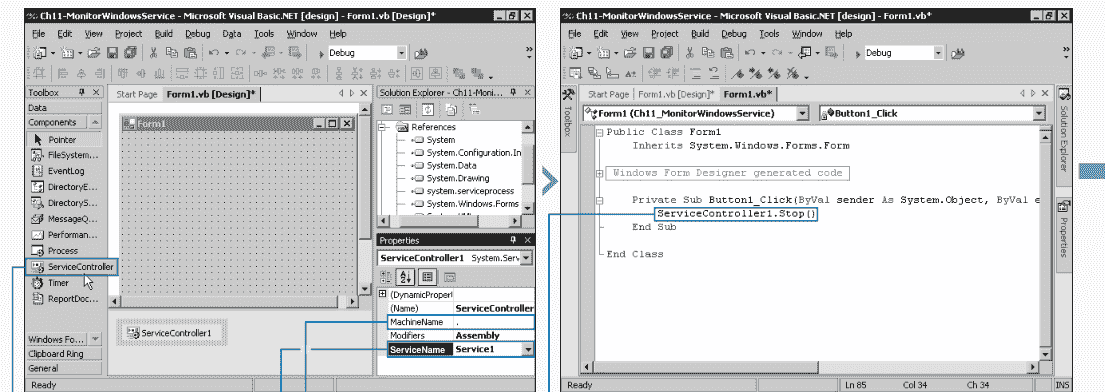 Ch11-MonitorWindowsService - Microsoft Visual Basic.NET [design] - Form1.vb [Design]*
File Edit View Project Build Debug Data Tools Window Help
Debug
Toolbox
Data
Components
Pointer
FileSystem...
EventLog
DirectoryE...
DirectoryS...
MessageQ...
Performan...
Process
ServiceController
Timer
ReportDoc...
Windows Fo...
Clipboard Ring
General
Ready
Start Page Form1.vb [Design]*
Form1
ServiceController1
Solution Explorer - Ch11-Moni...
References
System
System.Configuration.In
System.Data
System.Drawing
system.serviceprocess
System.Windows.Forms
Properties
ServiceController1 System.Serv
(DynamicPropert
(Name) ServiceController
MachineName .
Modifiers Assembly
ServiceName Service1
Ch11-MonitorWindowsService - Microsoft Visual Basic.NET [design] - Form1.vb*
File Edit View Project Build Debug Tools Window Help
Debug
Toolbox
Start Page Form1.vb [Design]* Form1.vb*
Form1 (Ch11_MonitorWindowsService) Button1_Click
Public Class Form1
Inherits System.Windows.Forms.Form
Windows Form Designer generated code
Private Sub Button1_Click(ByVal sender As System.Object, ByVal e
ServiceController1.Stop()
End Sub
End Class
Solution Explorer
Properties
Ready Ln 85 Col 34 Ch 34 INS